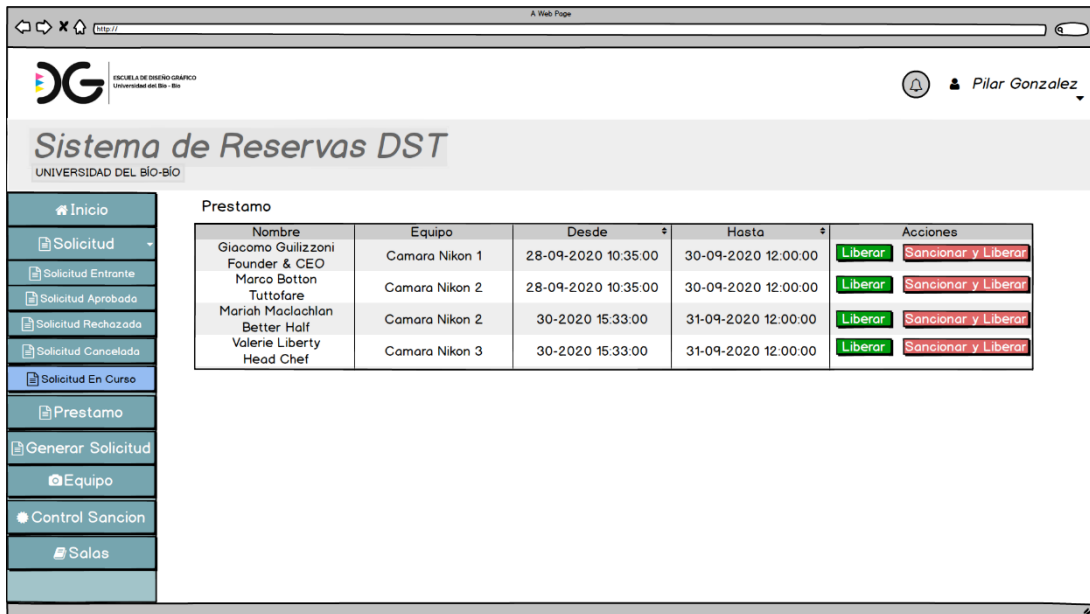 A Web Page
http://
DG
ESCUELA DE DISEÑO GRÁFICO
Universidad del Bío - Bío
Pilar Gonzalez
Sistema de Reservas DST
UNIVERSIDAD DEL BÍO-BÍO
Inicio
Solicitud
Solicitud Entrante
Solicitud Aprobada
Solicitud Rechazada
Solicitud Cancelada
Solicitud En Curso
Prestamo
Generar Solicitud
Equipo
Control Sancion
Salas
Prestamo
Nombre Equipo Desde Hasta Acciones
Giacomo Guilizzoni
Founder & CEO
Camara Nikon 1 28-09-2020 10:35:00 30-09-2020 12:00:00 Liberar Sancionar y Liberar
Marco Botton
Tuttofare
Camara Nikon 2 28-09-2020 10:35:00 30-09-2020 12:00:00 Liberar Sancionar y Liberar
Mariah Maclachlan
Better Half
Camara Nikon 2 30-2020 15:33:00 31-09-2020 12:00:00 Liberar Sancionar y Liberar
Valerie Liberty
Head Chef
Camara Nikon 3 30-2020 15:33:00 31-09-2020 12:00:00 Liberar Sancionar y Liberar